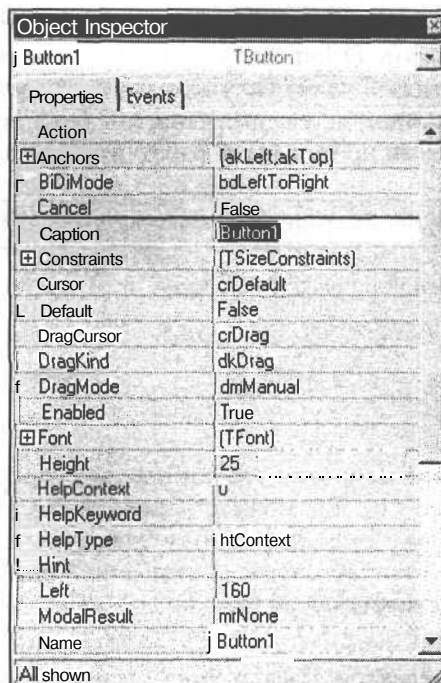 Object Inspector
Button1 TButton
Properties Events
Action
Anchors [akLeft,akTop]
BiDiMode bdLeftToRight
Cancel False
Caption Button1
Constraints (TSizeConstraints)
Cursor crDefault
Default False
DragCursor crDrag
DragKind dkDrag
DragMode dmManual
Enabled True
Font (TFont)
Height 25
HelpContext 0
HelpKeyword
HelpType htContext
Hint
Left 160
ModalResult mrNone
Name Button1
All shown